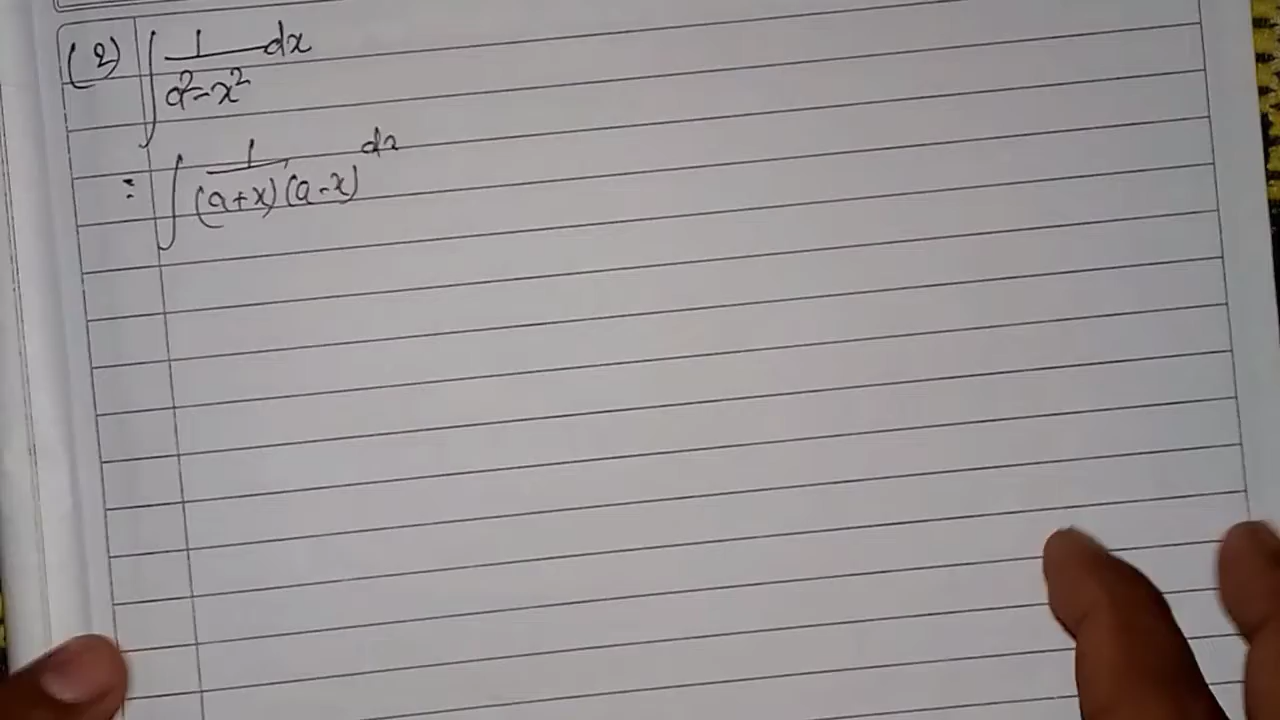 (2) ∫ 1/(a²-x²) dx
= ∫ 1/((a+x)(a-x)) dx